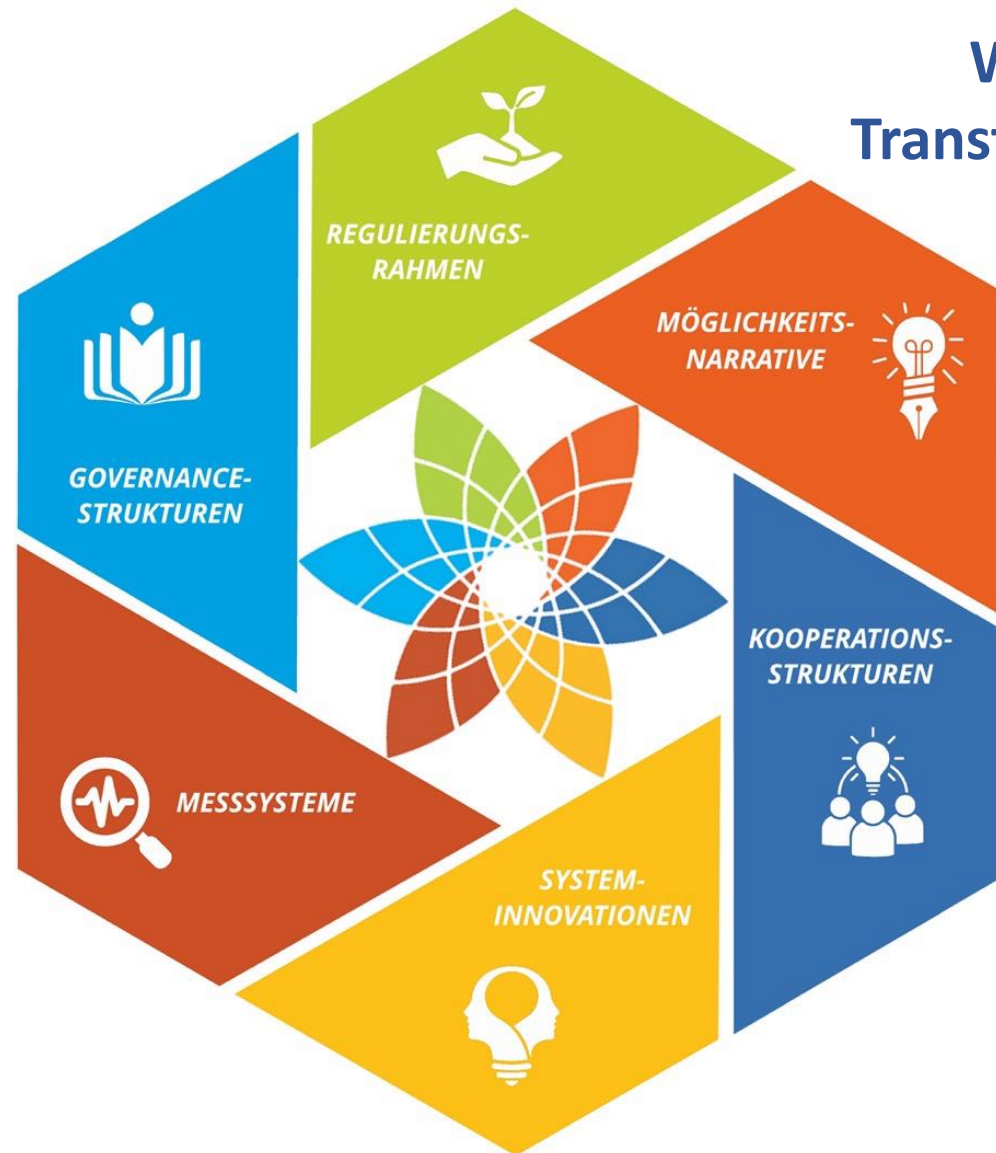 REGULIERUNGS-
RAHMEN
MÖGLICHKEITS-
NARRATIVE
GOVERNANCE-
STRUKTUREN
KOOPERATIONS-
STRUKTUREN
MESSSYSTEME
SYSTEM-
INNOVATIONEN